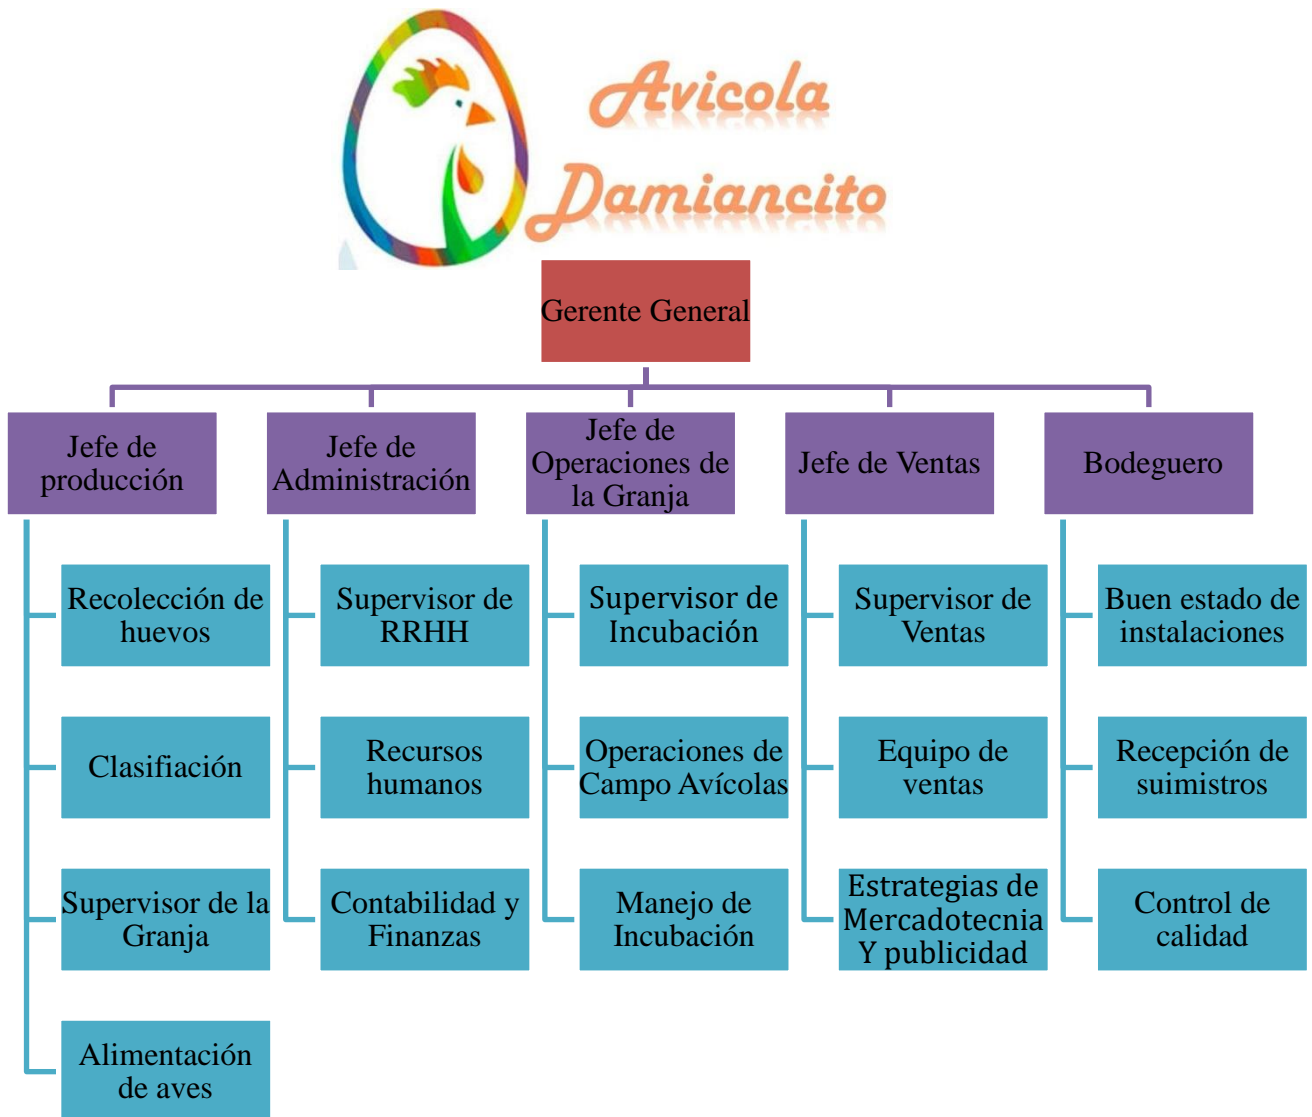 Avicola
Damiancito
Gerente General
Jefe de
producción
Jefe de
Administración
Jefe de
Operaciones de
la Granja
Jefe de Ventas
Bodeguero
Recolección de
huevos
Clasifiación
Supervisor de la
Granja
Alimentación
de aves
Supervisor de
RRHH
Recursos
humanos
Contabilidad y
Finanzas
Supervisor de
Incubación
Operaciones de
Campo Avícolas
Manejo de
Incubación
Supervisor de
Ventas
Equipo de
ventas
Estrategias de
Mercadotecnia
Y publicidad
Buen estado de
instalaciones
Recepción de
suimistros
Control de
calidad